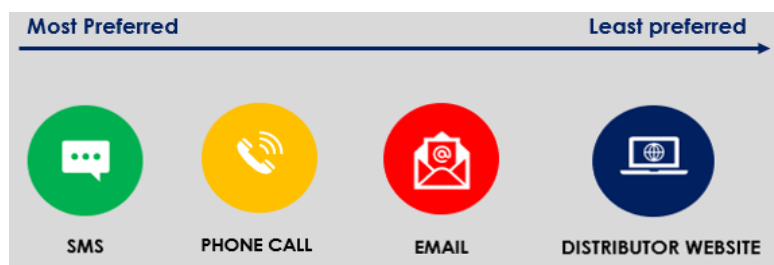 Most Preferred
Least preferred
@
SMS
PHONE CALL
EMAIL
DISTRIBUTOR WEBSITE